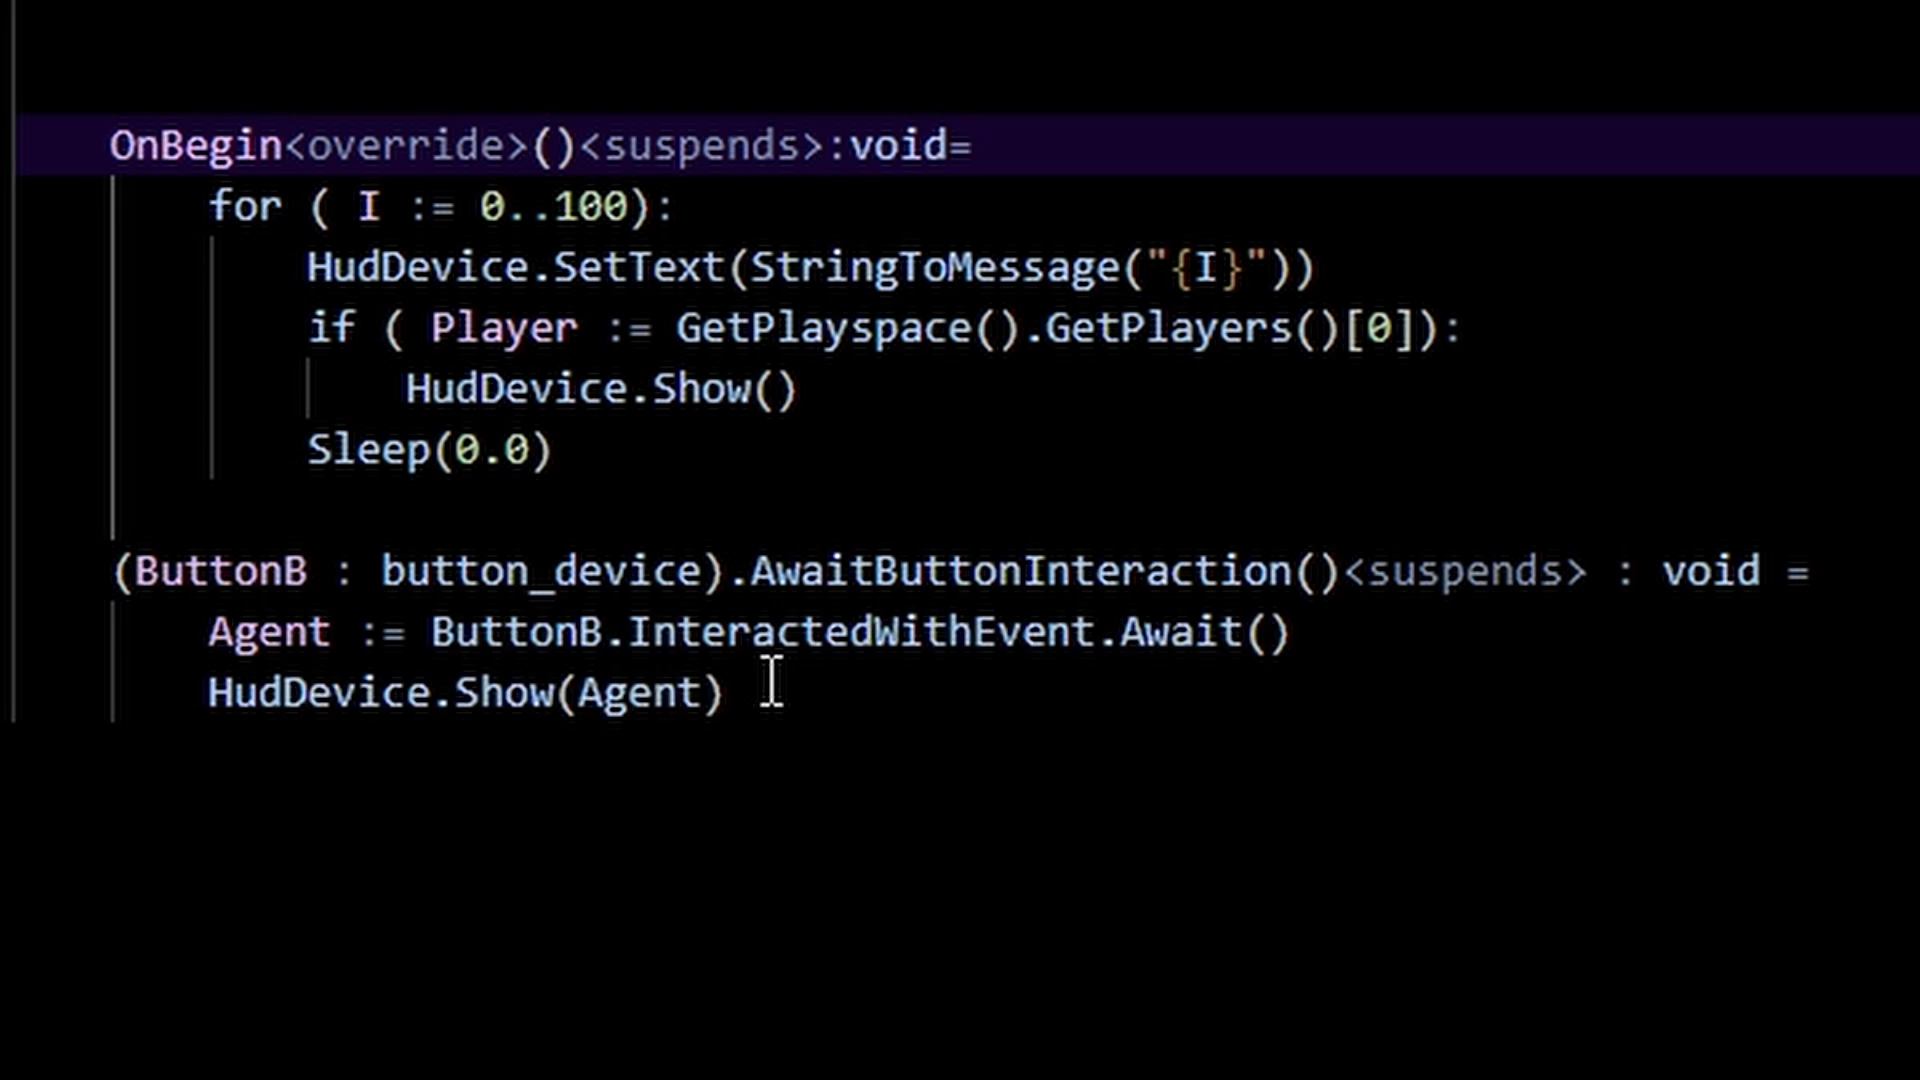 OnBegin<override>()<suspends>:void=
for ( I := 0..100):
HudDevice.SetText(StringToMessage("{I}"))
if ( Player := GetPlayspace().GetPlayers()[0]):
HudDevice.Show()
Sleep(0.0)
(ButtonB : button_device).AwaitButtonInteraction()<suspends> : void =
Agent := ButtonB.InteractedWithEvent.Await()
HudDevice.Show(Agent)